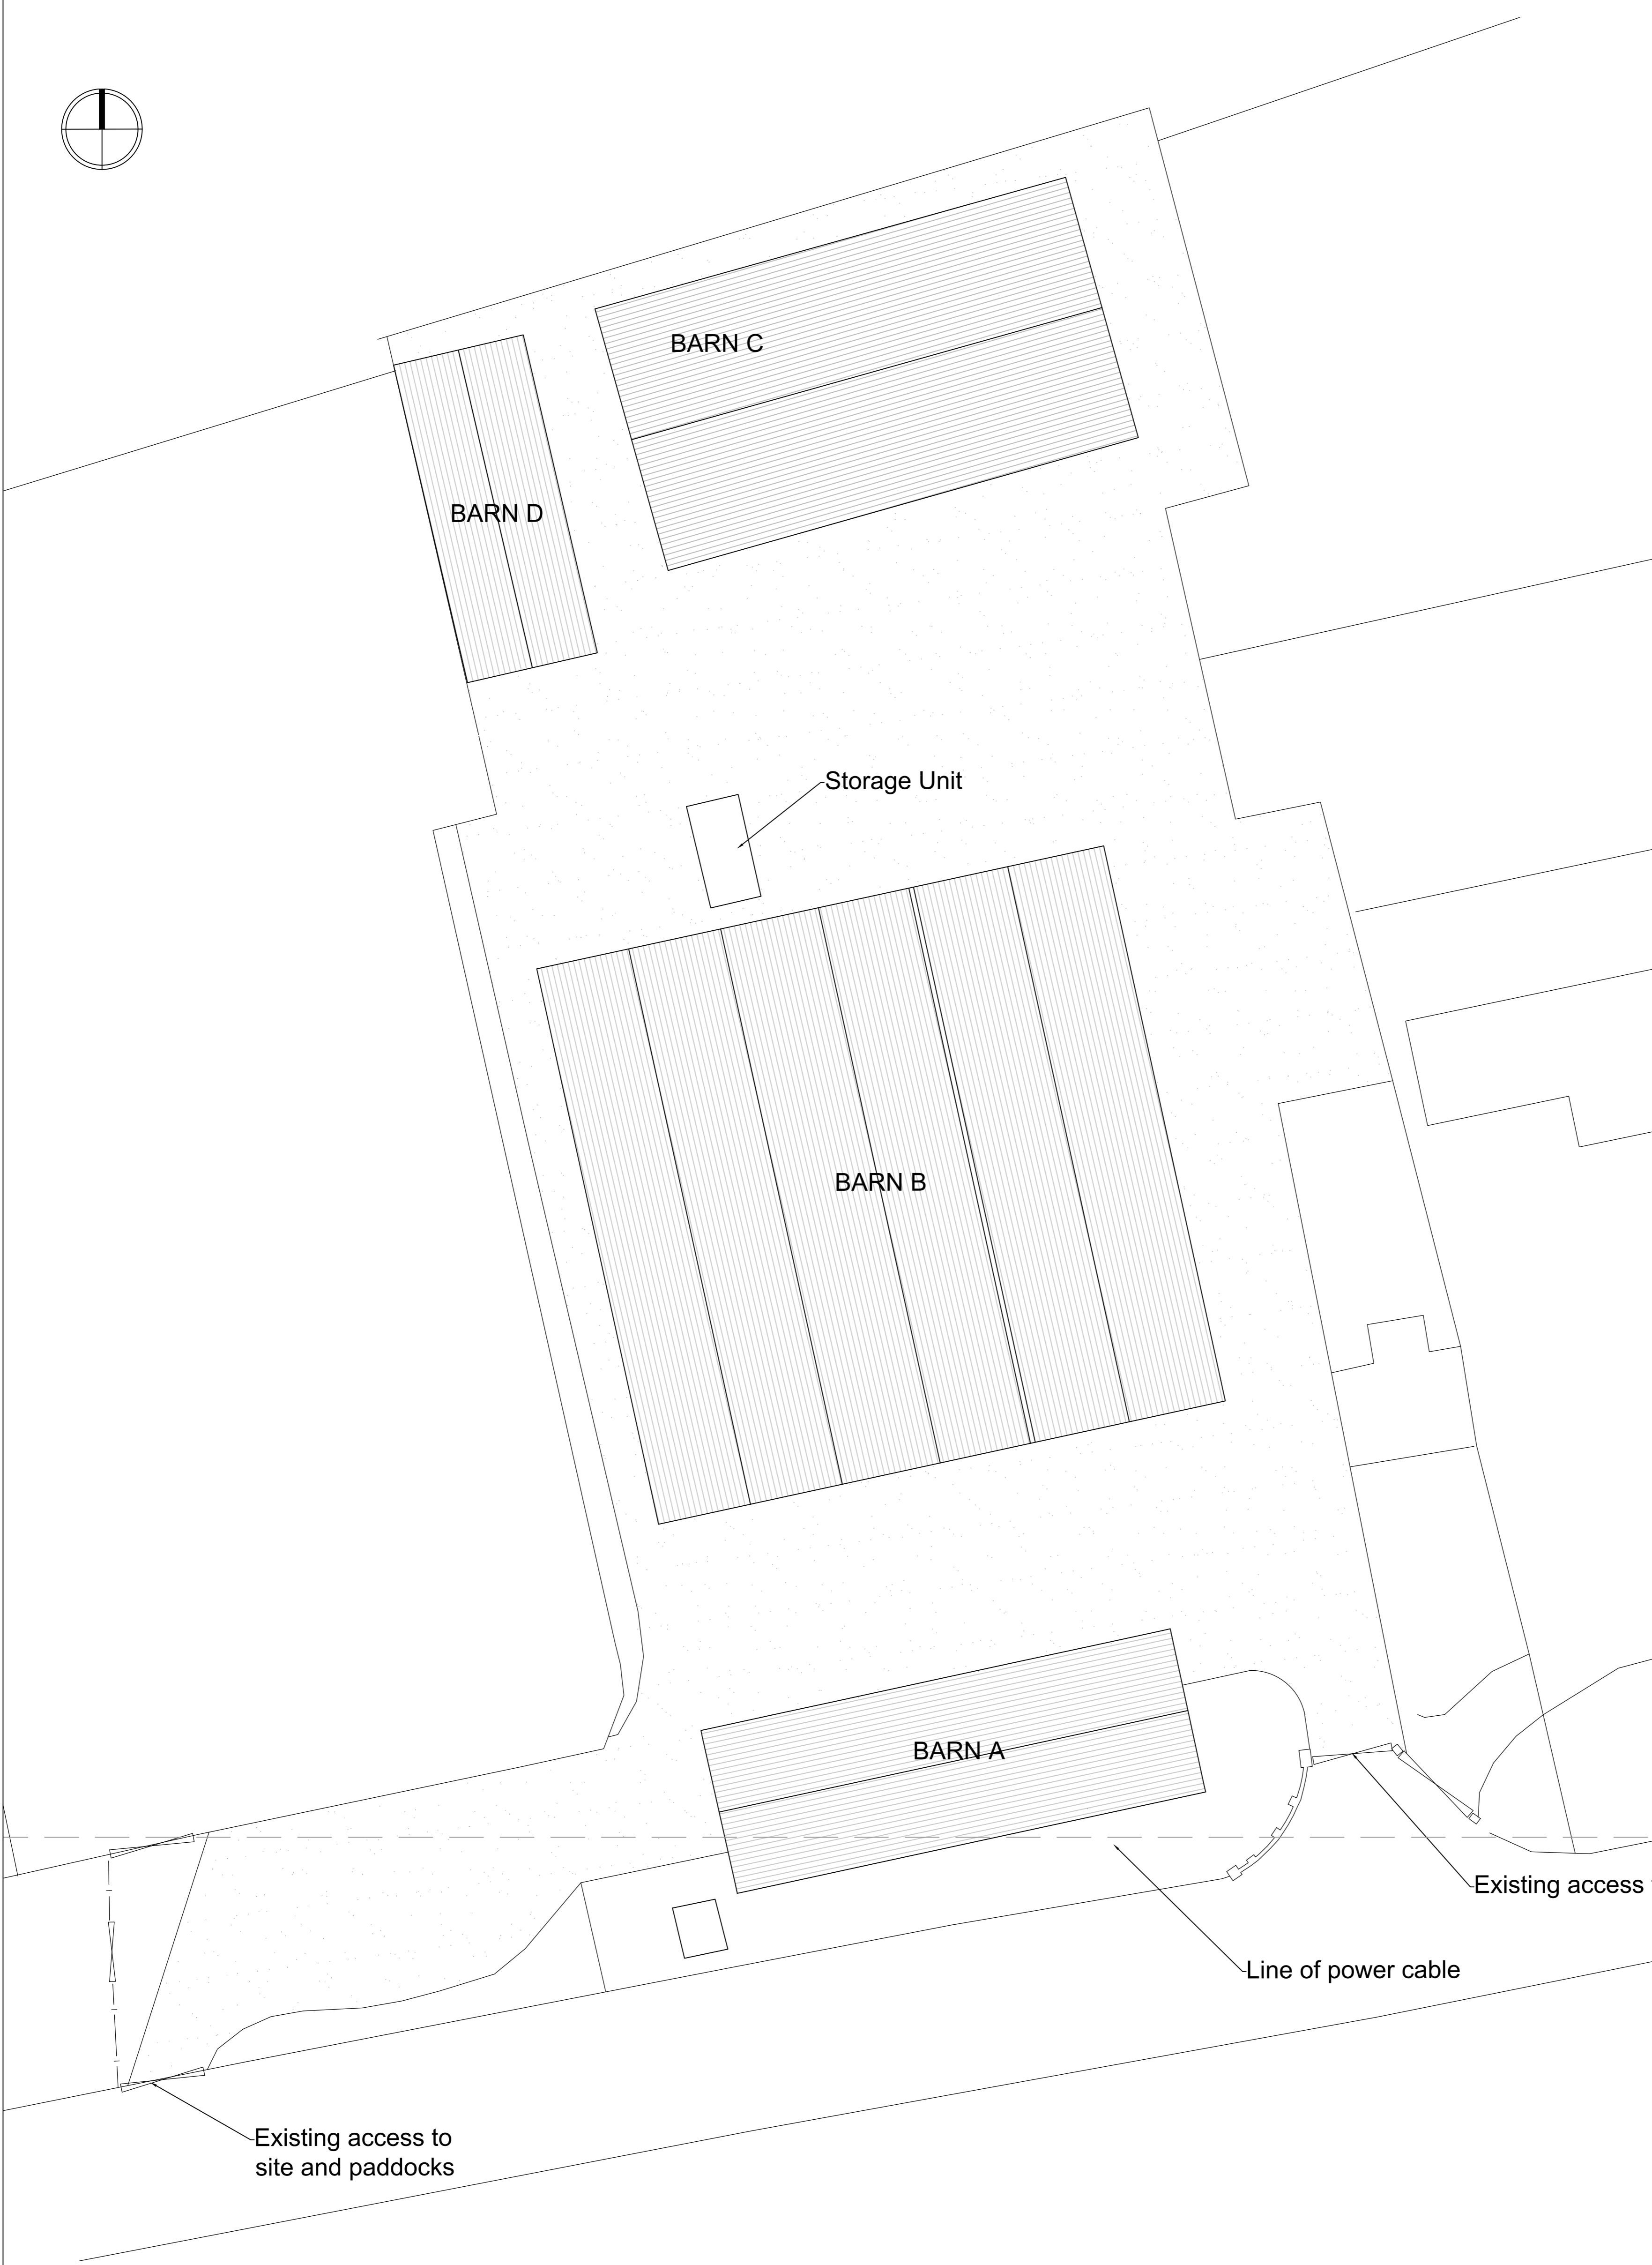 BARN C
BARN D
Storage Unit
BARN B
BARN A
Existing access
Line of power cable
Existing access to
site and paddocks